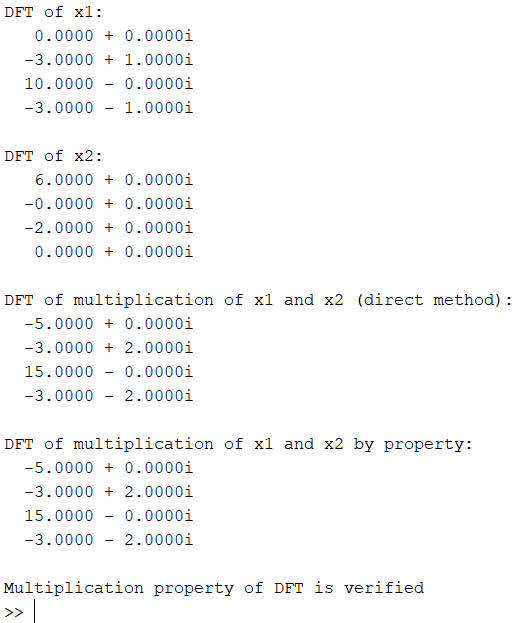 DFT of x1:
0.0000 + 0.0000i
-3.0000 + 1.0000i
10.0000 - 0.0000i
-3.0000 - 1.0000i
DFT of x2:
6.0000 + 0.0000i
-0.0000 + 0.0000i
-2.0000 + 0.0000i
0.0000 + 0.0000i
DFT of multiplication of x1 and x2 (direct method):
-5.0000 + 0.0000i
-3.0000 + 2.0000i
15.0000 - 0.0000i
-3.0000 - 2.0000i
DFT of multiplication of x1 and x2 by property:
-5.0000 + 0.0000i
-3.0000 + 2.0000i
15.0000 - 0.0000i
-3.0000 - 2.0000i
Multiplication property of DFT is verified
>>